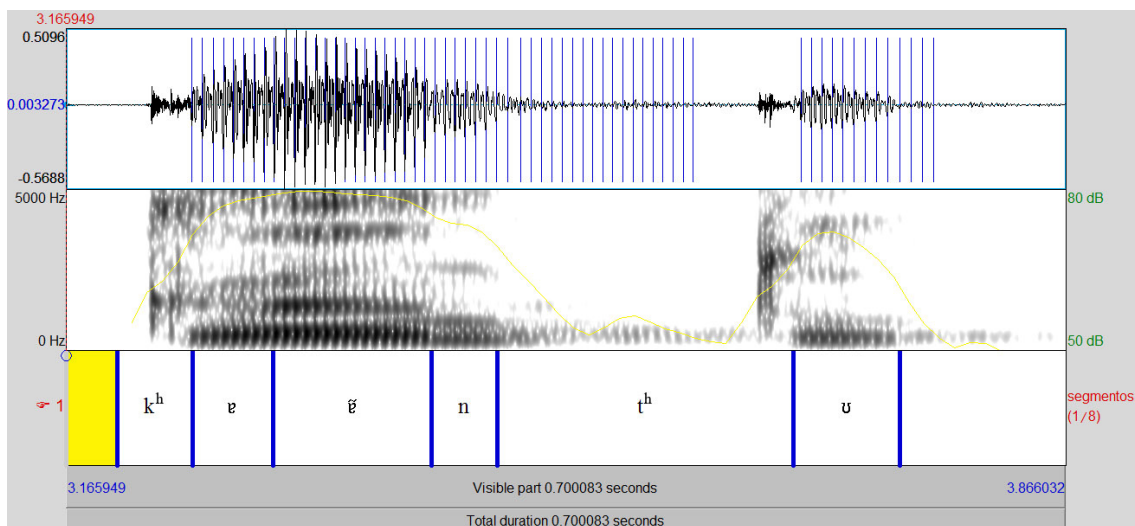 3.165949
0.5096
0.003273
-0.5688
5000 Hz 80 dB
0 Hz 50 dB
☞ 1 kʰ ɐ ɐ̃ n tʰ ʊ segmentos
(1/8)
3.165949 Visible part 0.700083 seconds 3.866032
Total duration 0.700083 seconds